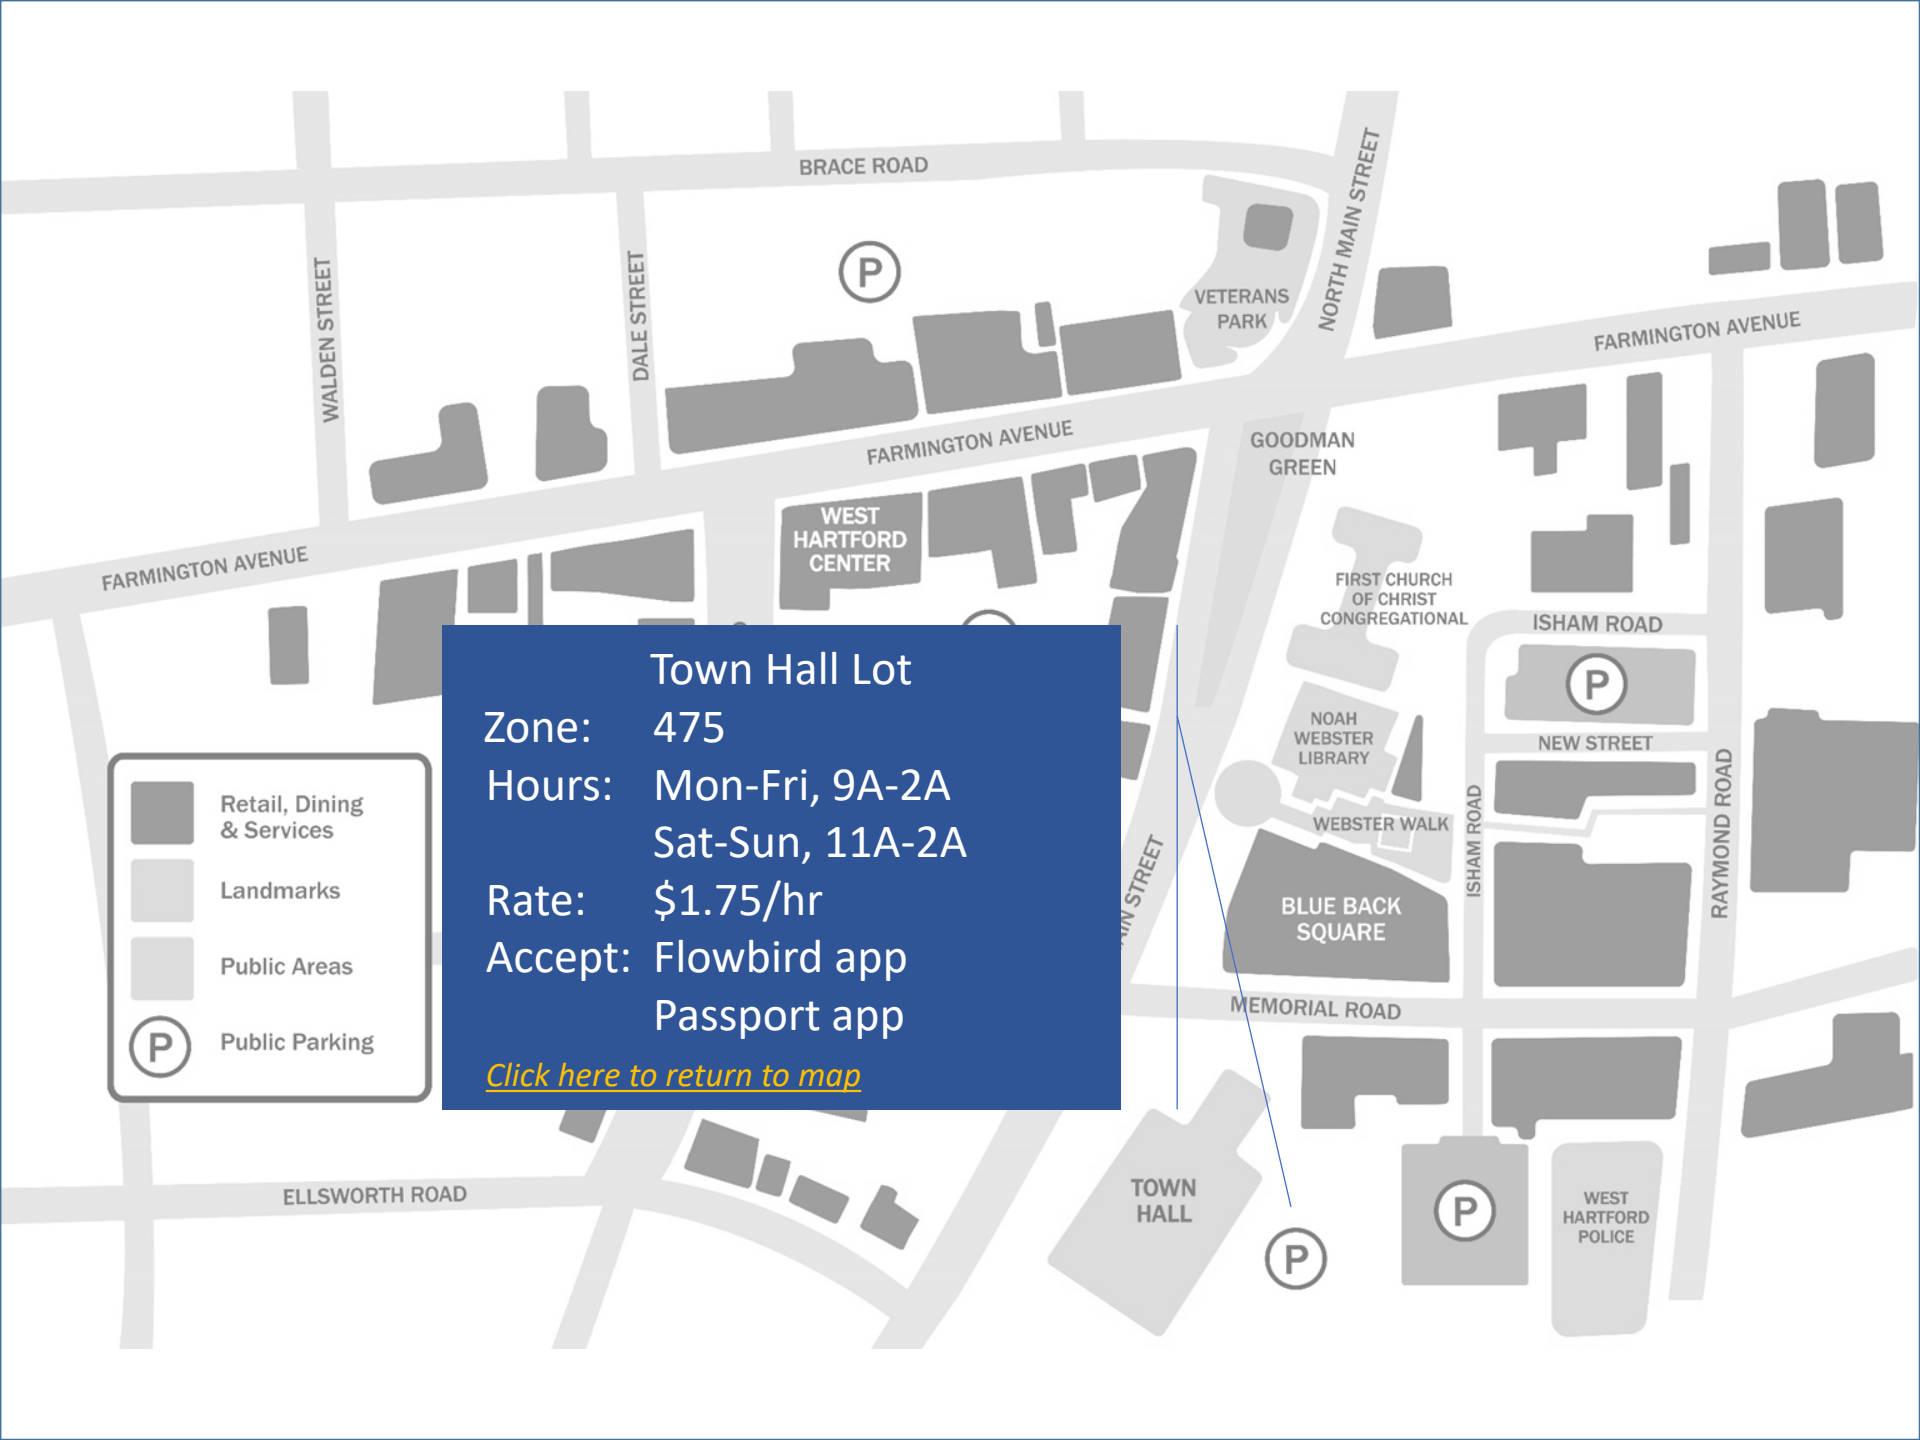 BRACE ROAD
NORTH MAIN STREET
P
WALDEN STREET
DALE STREET
VETERANS
PARK
FARMINGTON AVENUE
FARMINGTON AVENUE
GOODMAN
GREEN
WEST
HARTFORD
CENTER
FARMINGTON AVENUE
FIRST CHURCH
OF CHRIST
CONGREGATIONAL
ISHAM ROAD
P
NOAH
WEBSTER
LIBRARY
NEW STREET
WEBSTER WALK
ISHAM ROAD
RAYMOND ROAD
BLUE BACK
SQUARE
MEMORIAL ROAD
AIN STREET
Town Hall Lot
Zone: 475
Hours: Mon-Fri, 9A-2A
Sat-Sun, 11A-2A
Rate: $1.75/hr
Accept: Flowbird app
Passport app
Click here to return to map
Retail, Dining
& Services
Landmarks
Public Areas
P Public Parking
ELLSWORTH ROAD
TOWN
HALL
P
P
WEST
HARTFORD
POLICE